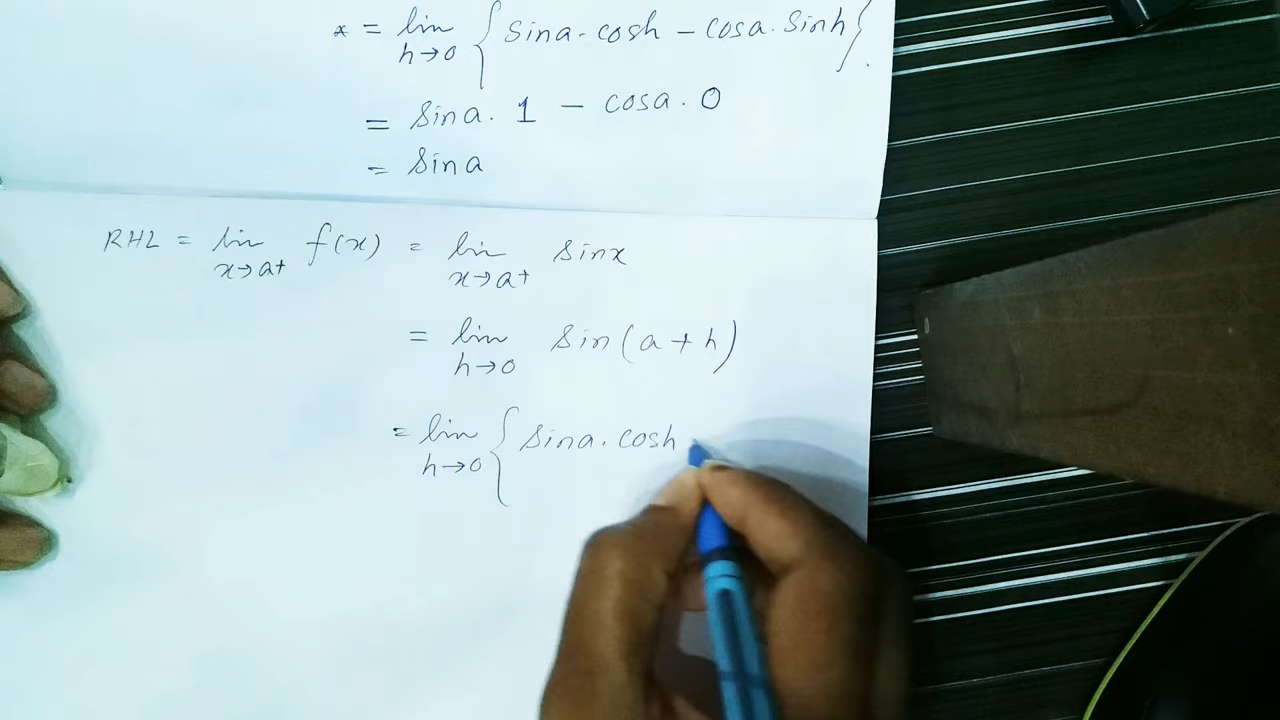 = lim h→0 { sina · cosh − cosa · sinh }.
= sina · 1 − cosa · 0
= sina
RHL = lim x→a+ f(x) = lim x→a+ sinx
= lim h→0 sin(a+h)
= lim h→0 { sina · cosh